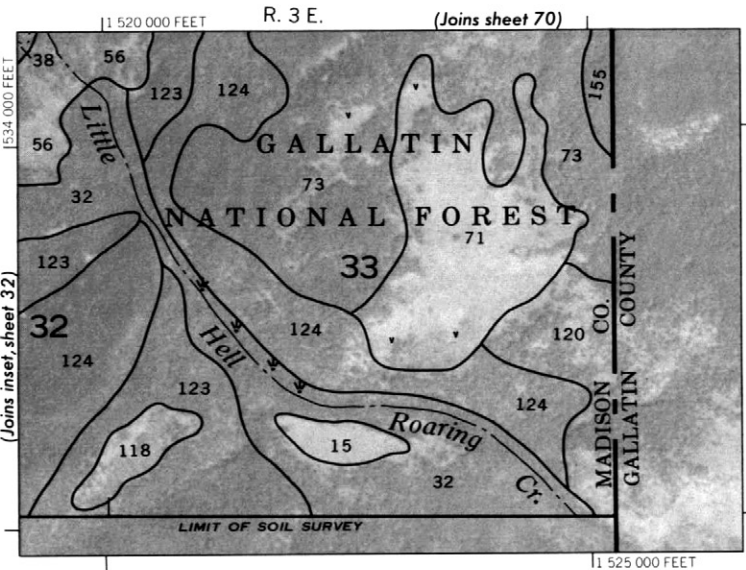 1 520 000 FEET
R. 3 E.
(Joins sheet 70)
534 000 FEET
38
56
123
124
155
56
Little
GALLATIN
73
73
32
NATIONAL FOREST
71
123
33
CO.
COUNTY
(Joins inset, sheet 32)
32
124
Hell
124
120
123
124
MADISON
GALLATIN
Roaring
118
15
32
Cr.
LIMIT OF SOIL SURVEY
1 525 000 FEET